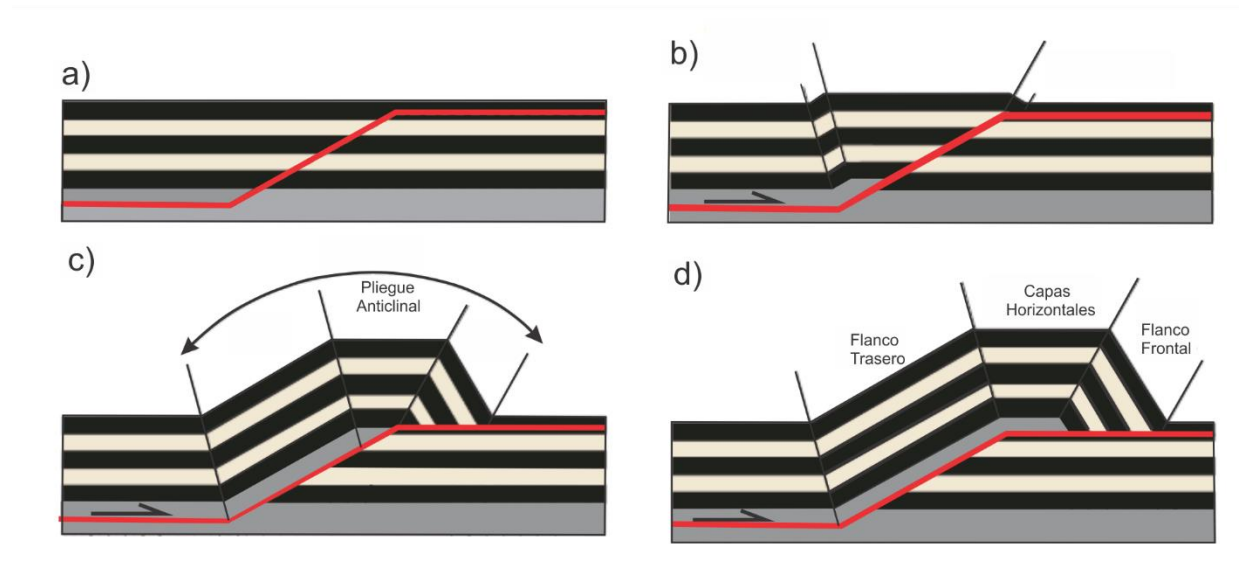 a)
b)
c)
Pliegue
Anticlinal
d)
Capas
Horizontales
Flanco
Trasero
Flanco
Frontal